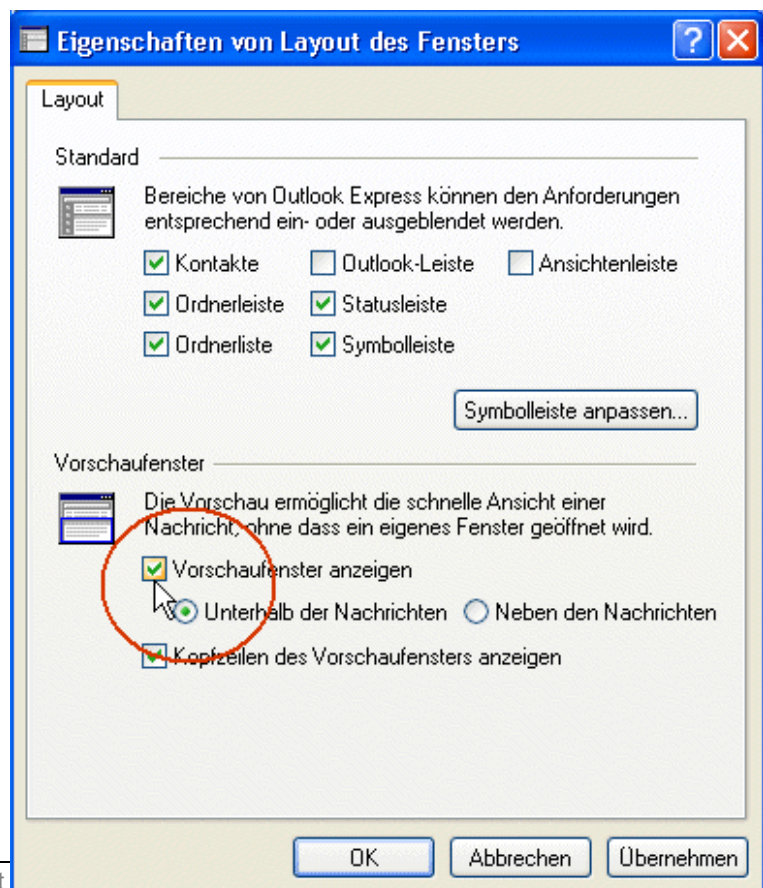 Eigenschaften von Layout des Fensters
Layout
Standard
Bereiche von Outlook Express können den Anforderungen
entsprechend ein- oder ausgeblendet werden.
Kontakte Outlook-Leiste Ansichtenleiste
Ordnerleiste Statusleiste
Ordnerliste Symbolleiste
Symbolleiste anpassen...
Vorschaufenster
Die Vorschau ermöglicht die schnelle Ansicht einer
Nachricht, ohne dass ein eigenes Fenster geöffnet wird.
Vorschaufenster anzeigen
Unterhalb der Nachrichten Neben den Nachrichten
Kopfzeilen des Vorschaufensters anzeigen
OK Abbrechen Übernehmen
t